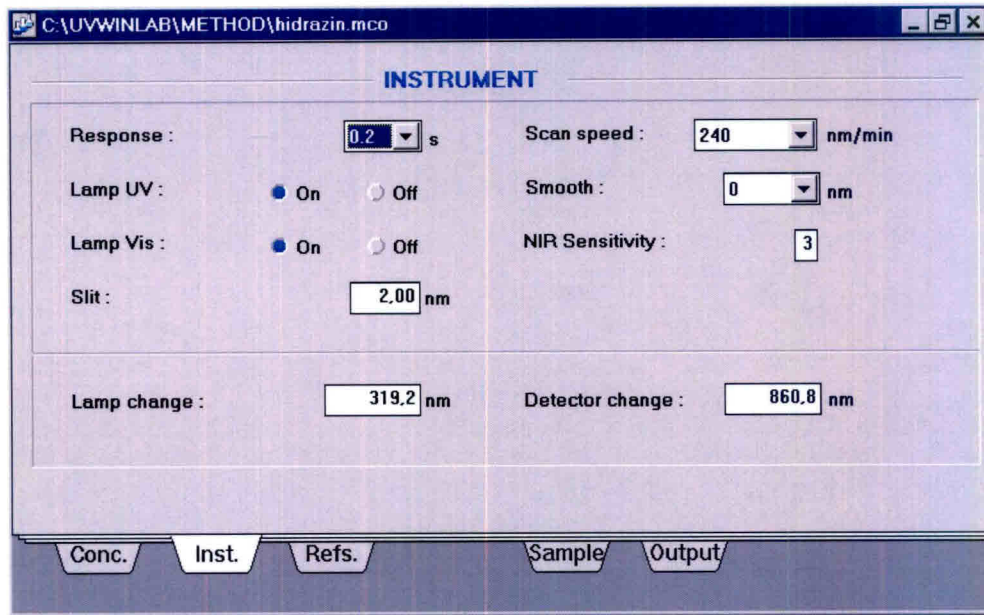 C:\UVWINLAB\METHOD\hidrazin.mco
INSTRUMENT
Response : 0.2 s Scan speed : 240 nm/min
Lamp UV : On Off Smooth : 0 nm
Lamp Vis : On Off NIR Sensitivity : 3
Slit : 2,00 nm
Lamp change : 319,2 nm Detector change : 860,8 nm
Conc. Inst. Refs. Sample Output